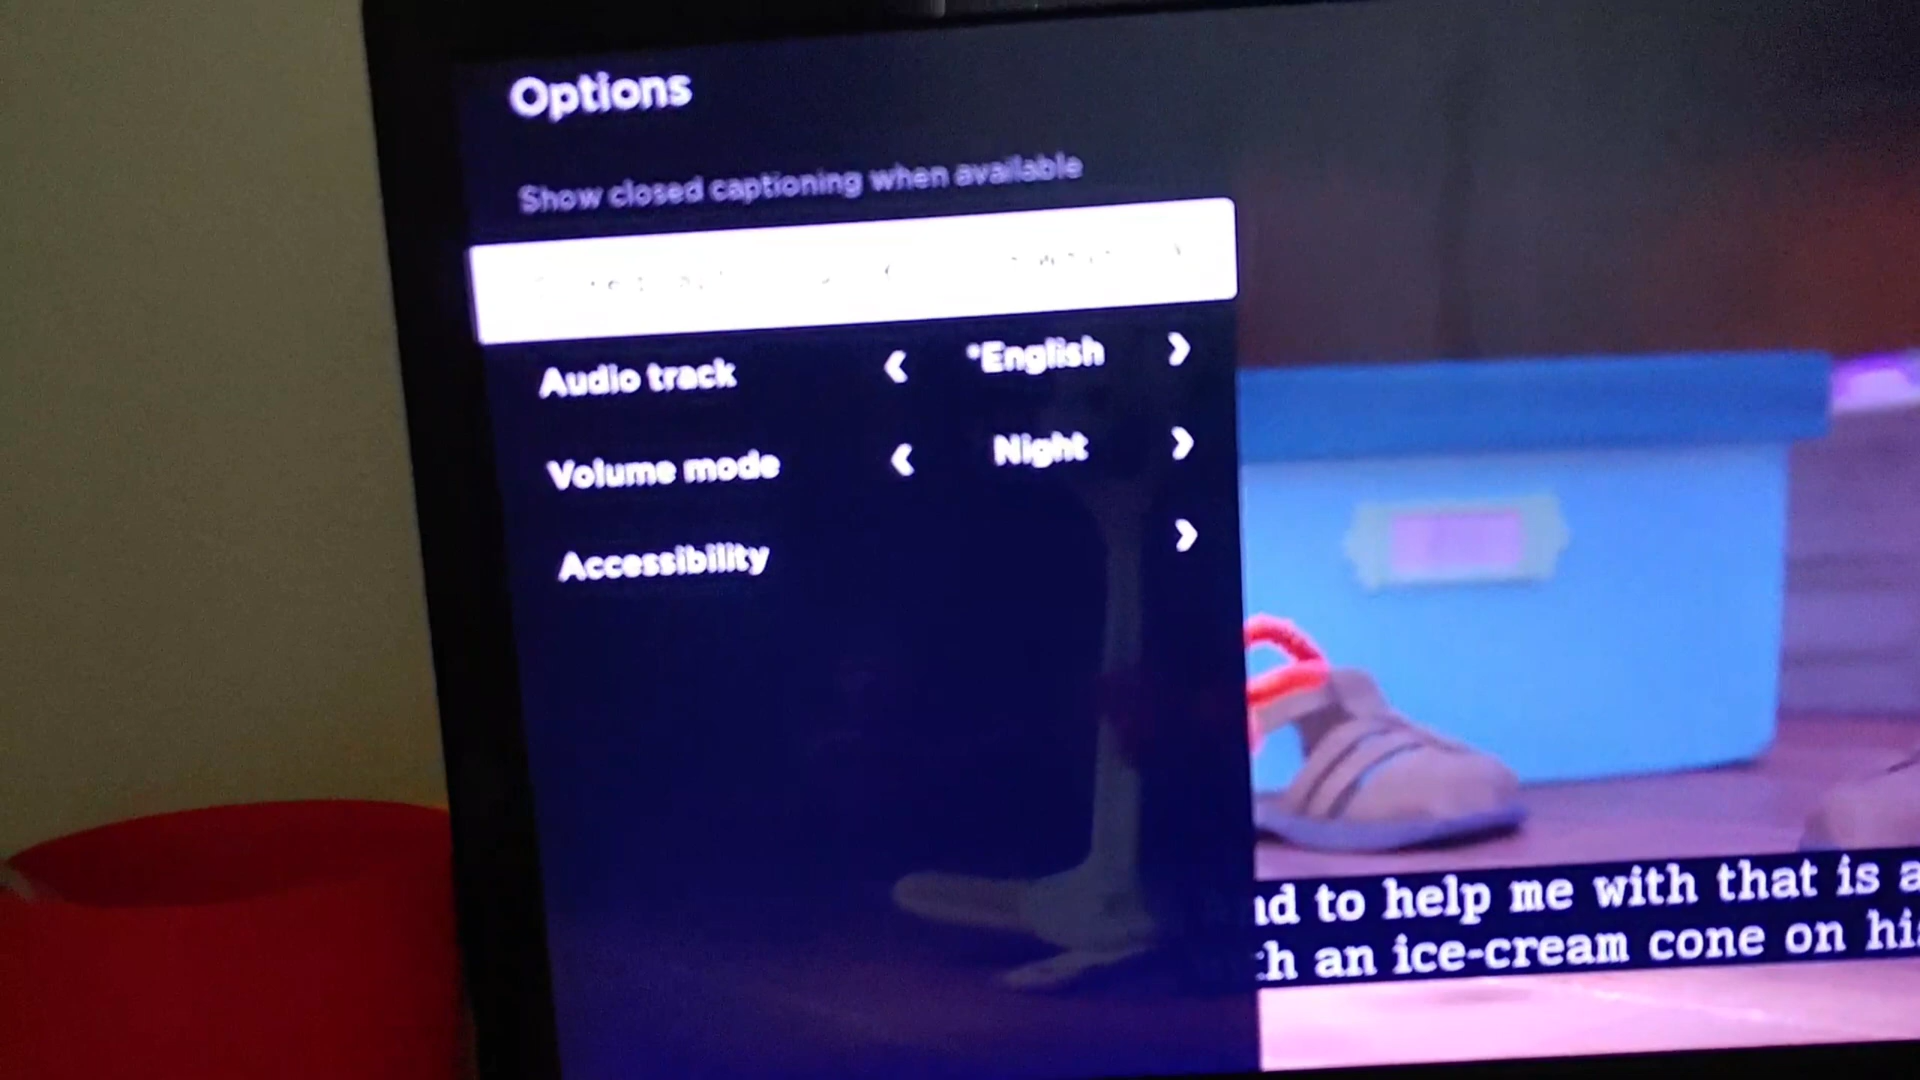 Options
Show closed captioning when available
Audio track ❮ *English ❯
Volume mode ❮ Night ❯
Accessibility ❯
to help me with that is
an ice-cream cone on